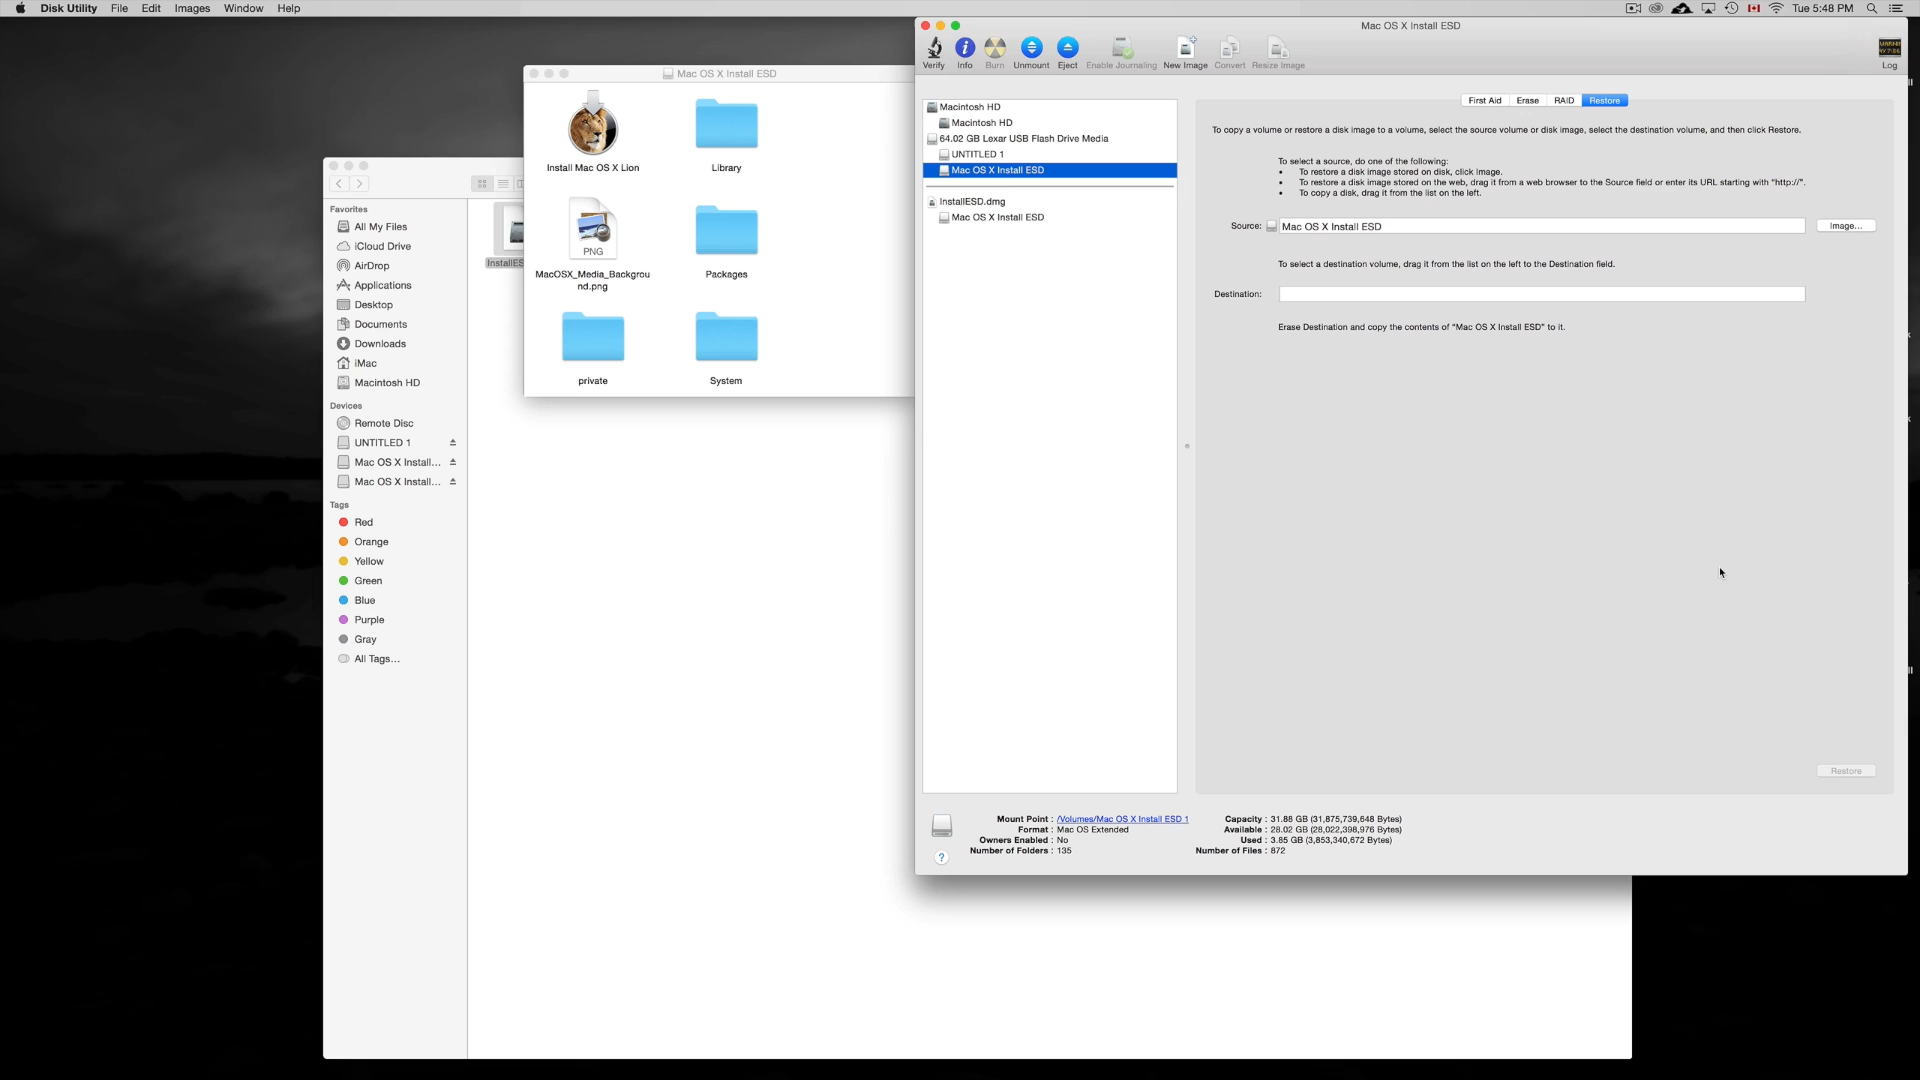 Disk Utility File Edit Images Window Help
Tue 5:48 PM
Mac OS X Install ESD
Verify Info Burn Unmount Eject Enable Journaling New Image Convert Resize Image
Log
Macintosh HD
Macintosh HD
64.02 GB Lexar USB Flash Drive Media
UNTITLED 1
Mac OS X Install ESD
InstallESD.dmg
Mac OS X Install ESD
First Aid Erase RAID Restore
To copy a volume or restore a disk image to a volume, select the source volume or disk image, select the destination volume, and then click Restore.
To select a source, do one of the following:
• To restore a disk image stored on disk, click Image.
• To restore a disk image stored on the web, drag it from a web browser to the Source field or enter its URL starting with "http://".
• To copy a disk, drag it from the list on the left.
Source: Mac OS X Install ESD Image...
To select a destination volume, drag it from the list on the left to the Destination field.
Destination:
Erase Destination and copy the contents of "Mac OS X Install ESD" to it.
Restore
Mount Point : /Volumes/Mac OS X Install ESD 1
Format : Mac OS Extended
Owners Enabled : No
Number of Folders : 135
Capacity : 31.88 GB (31,875,739,648 Bytes)
Available : 28.02 GB (28,022,398,976 Bytes)
Used : 3.85 GB (3,853,340,672 Bytes)
Number of Files : 872
?
Mac OS X Install ESD
Install Mac OS X Lion
Library
PNG
MacOSX_Media_Backgrou
nd.png
Packages
private
System
Favorites
All My Files
iCloud Drive
AirDrop
Applications
Desktop
Documents
Downloads
iMac
Macintosh HD
Devices
Remote Disc
UNTITLED 1
Mac OS X Install...
Mac OS X Install...
Tags
Red
Orange
Yellow
Green
Blue
Purple
Gray
All Tags...
InstallES